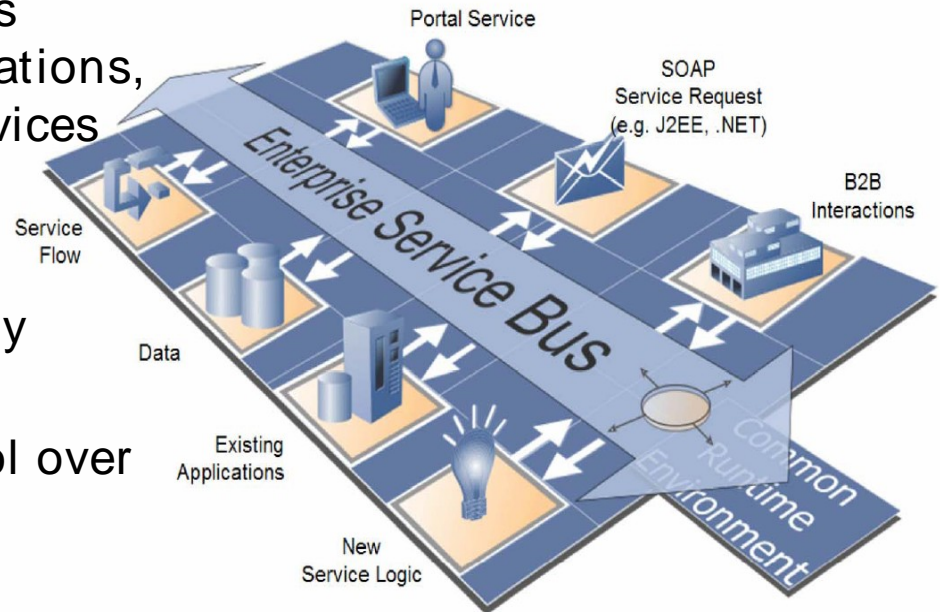 s
ations,
vices
y
ol over
Portal Service
SOAP
Service Request
(e.g. J2EE, .NET)
B2B
Interactions
Enterprise Service Bus
Service
Flow
Data
Existing
Applications
New
Service Logic
Common
Runtime
Environment